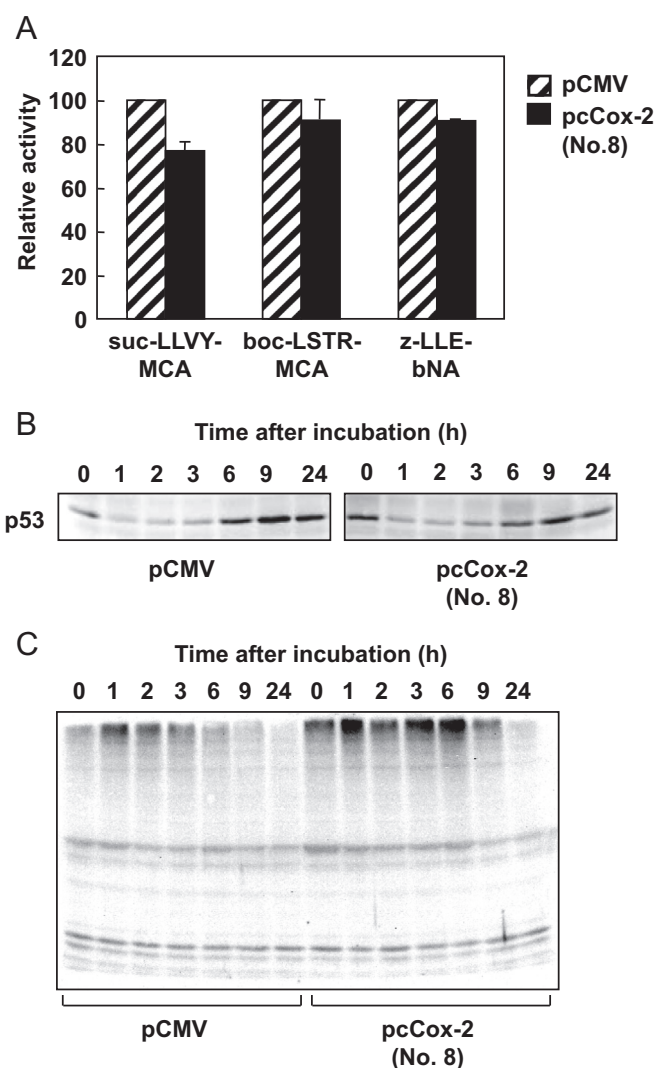 A
120
100
80
60
40
20
0
Relative activity
pCMV
pcCox-2
(No.8)
suc-LLVY-
MCA
boc-LSTR-
MCA
z-LLE-
bNA
B
Time after incubation (h)
0 1 2 3 6 9 24 0 1 2 3 6 9 24
p53
pCMV
pcCox-2
(No. 8)
C
Time after incubation (h)
0 1 2 3 6 9 24 0 1 2 3 6 9 24
pCMV
pcCox-2
(No. 8)